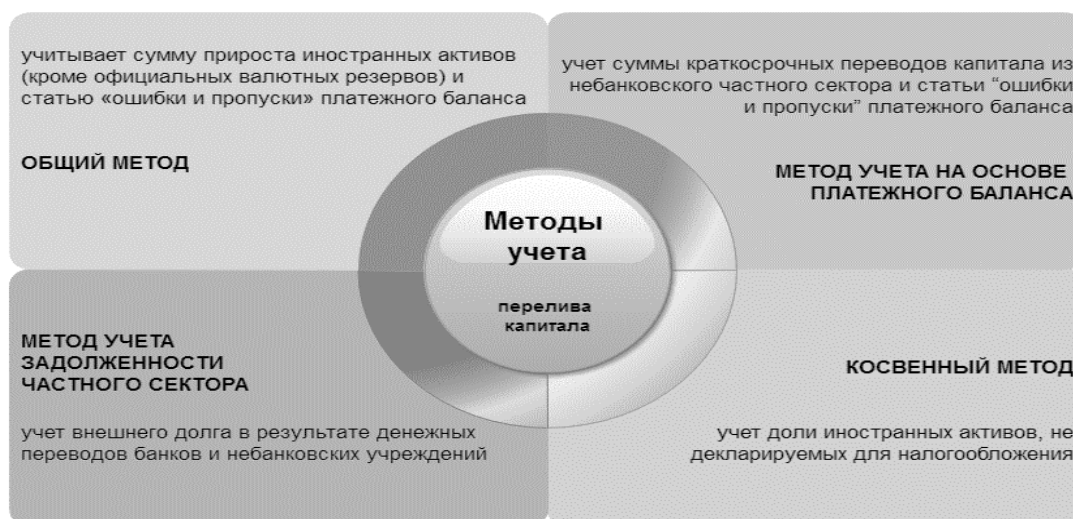 учитывает сумму прироста иностранных активов
(кроме официальных валютных резервов) и
статью «ошибки и пропуски» платежного баланса
ОБЩИЙ МЕТОД
учет суммы краткосрочных переводов капитала из
небанковского частного сектора и статьи “ошибки
и пропуски” платежного баланса
МЕТОД УЧЕТА НА ОСНОВЕ
ПЛАТЕЖНОГО БАЛАНСА
Методы
учета
перелива
капитала
МЕТОД УЧЕТА
ЗАДОЛЖЕННОСТИ
ЧАСТНОГО СЕКТОРА
учет внешнего долга в результате денежных
переводов банков и небанковских учреждений
КОСВЕННЫЙ МЕТОД
учет доли иностранных активов, не
декларируемых для налогообложения